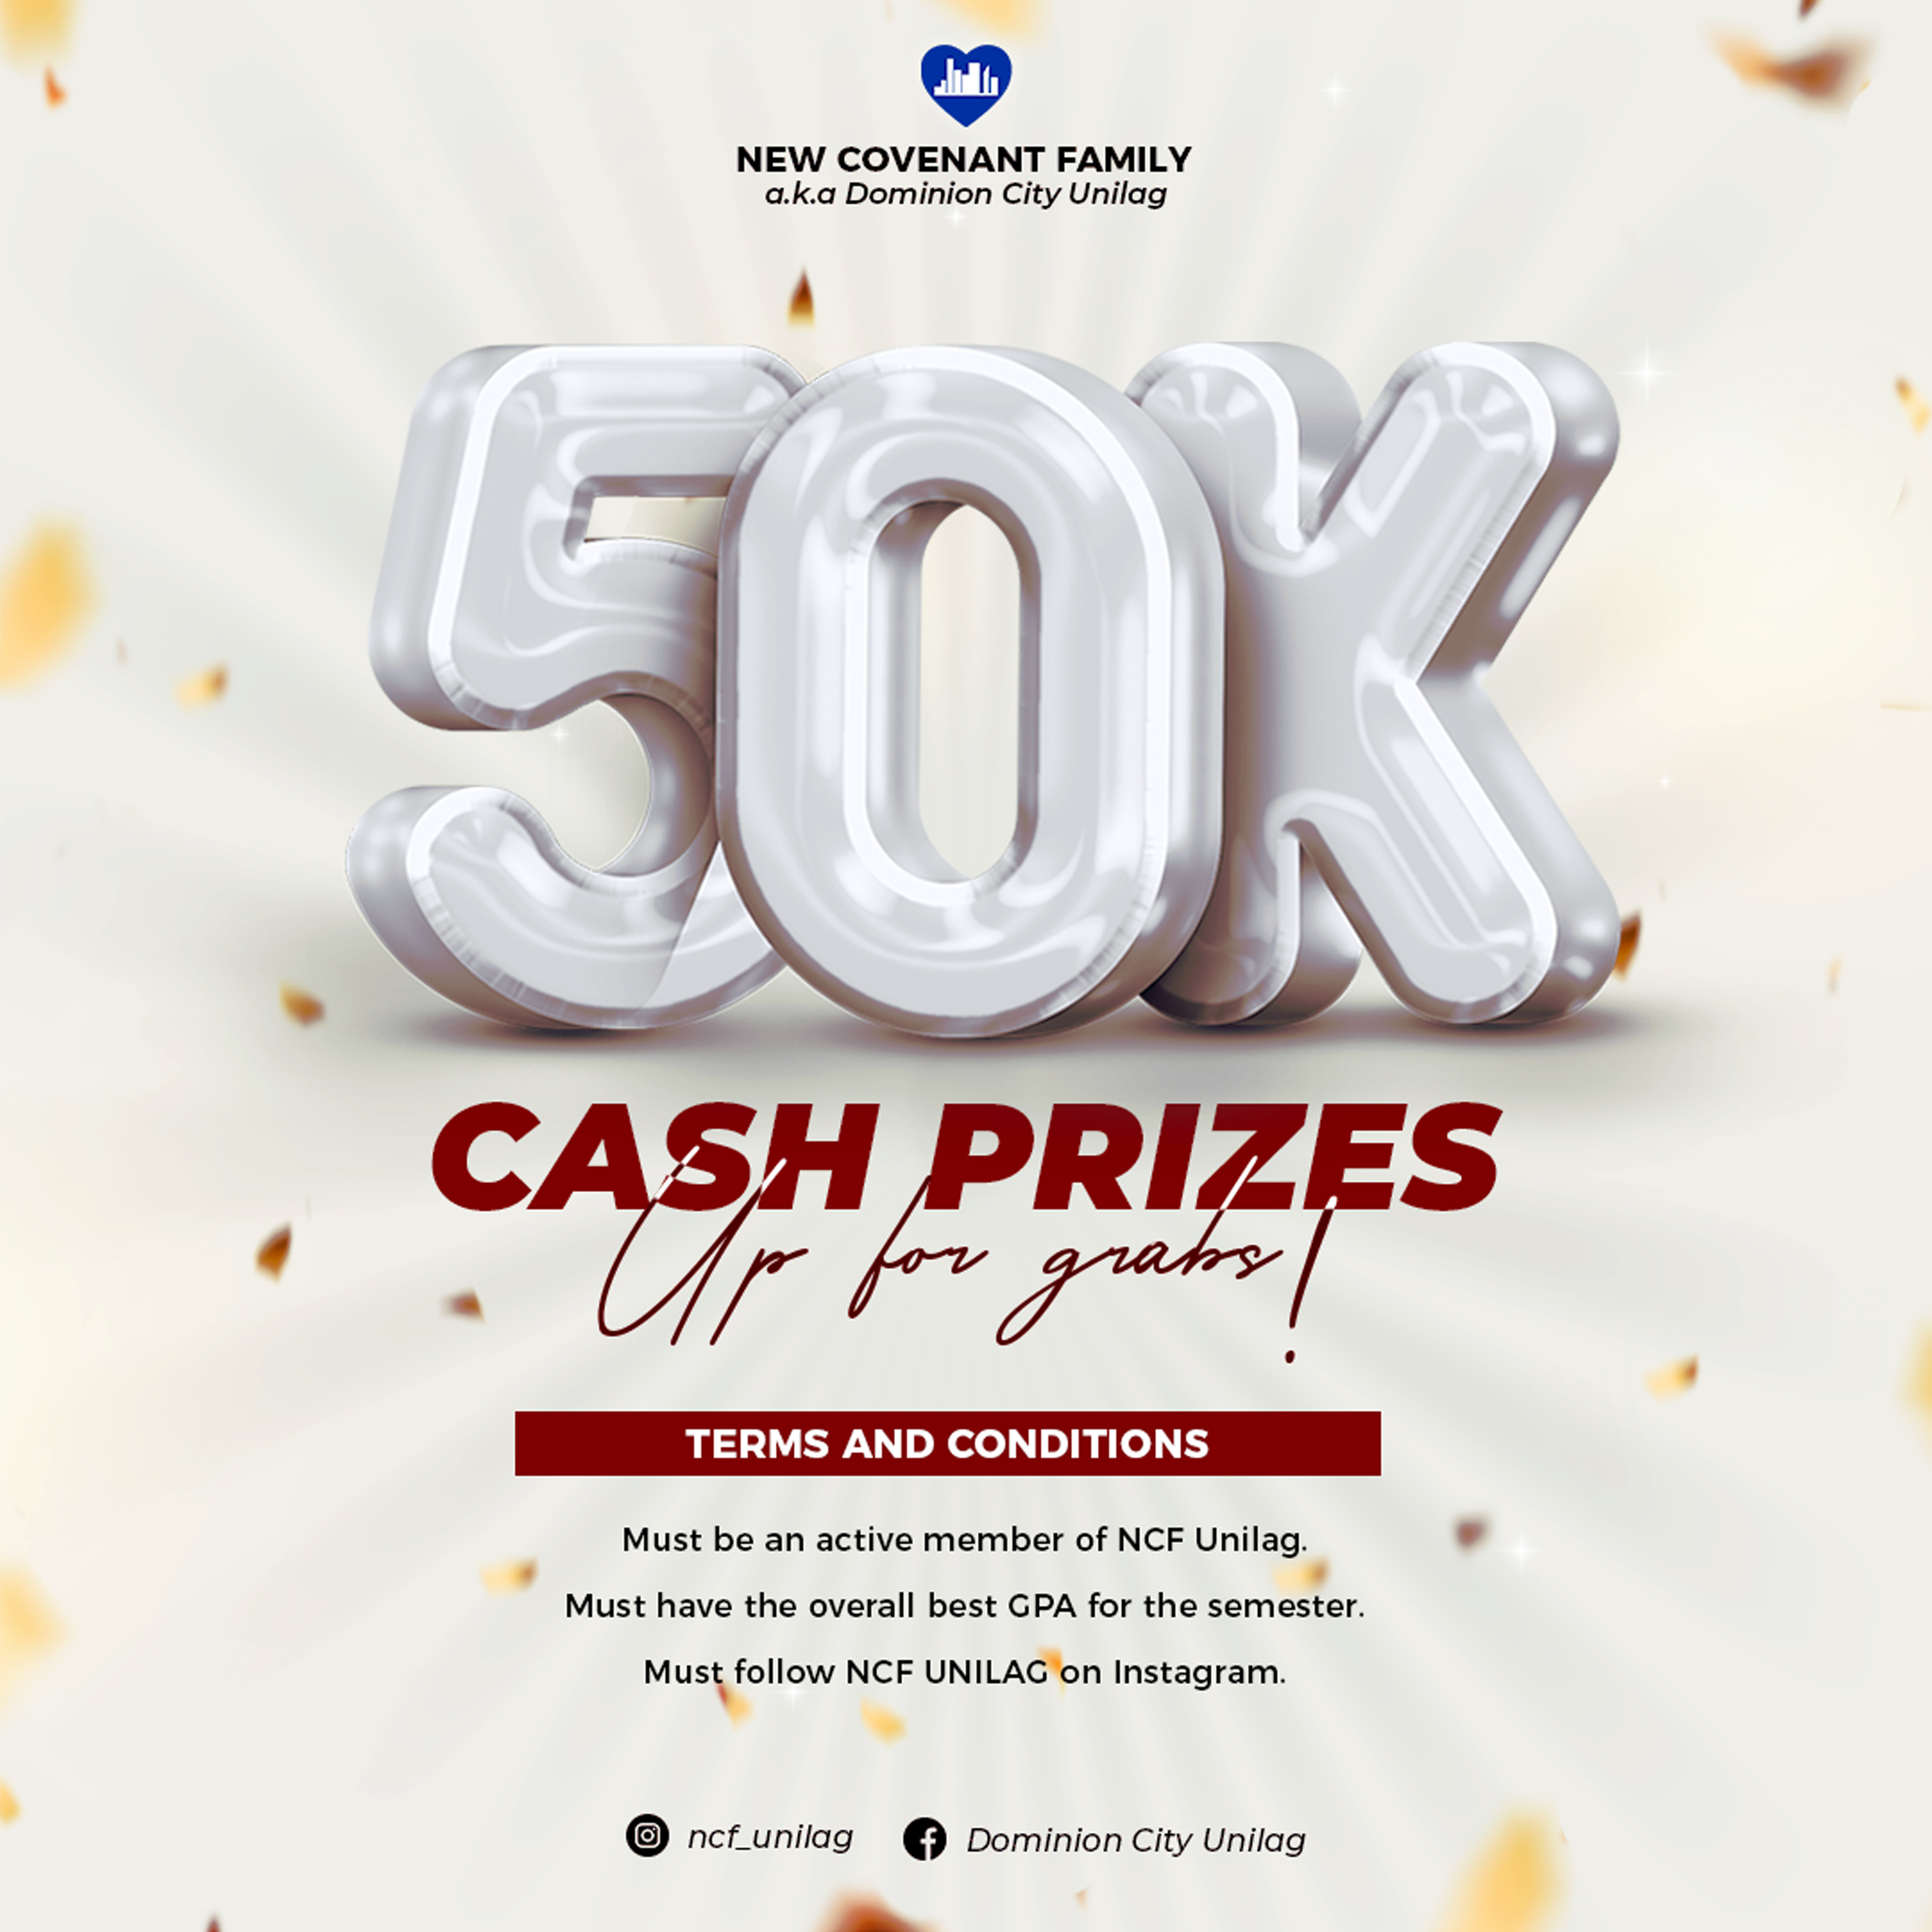 NEW COVENANT FAMILY
a.k.a Dominion City Unilag
50K
CASH PRIZES
Up for grabs!
TERMS AND CONDITIONS
Must be an active member of NCF Unilag.
Must have the overall best GPA for the semester.
Must follow NCF UNILAG on Instagram.
ncf_unilag Dominion City Unilag